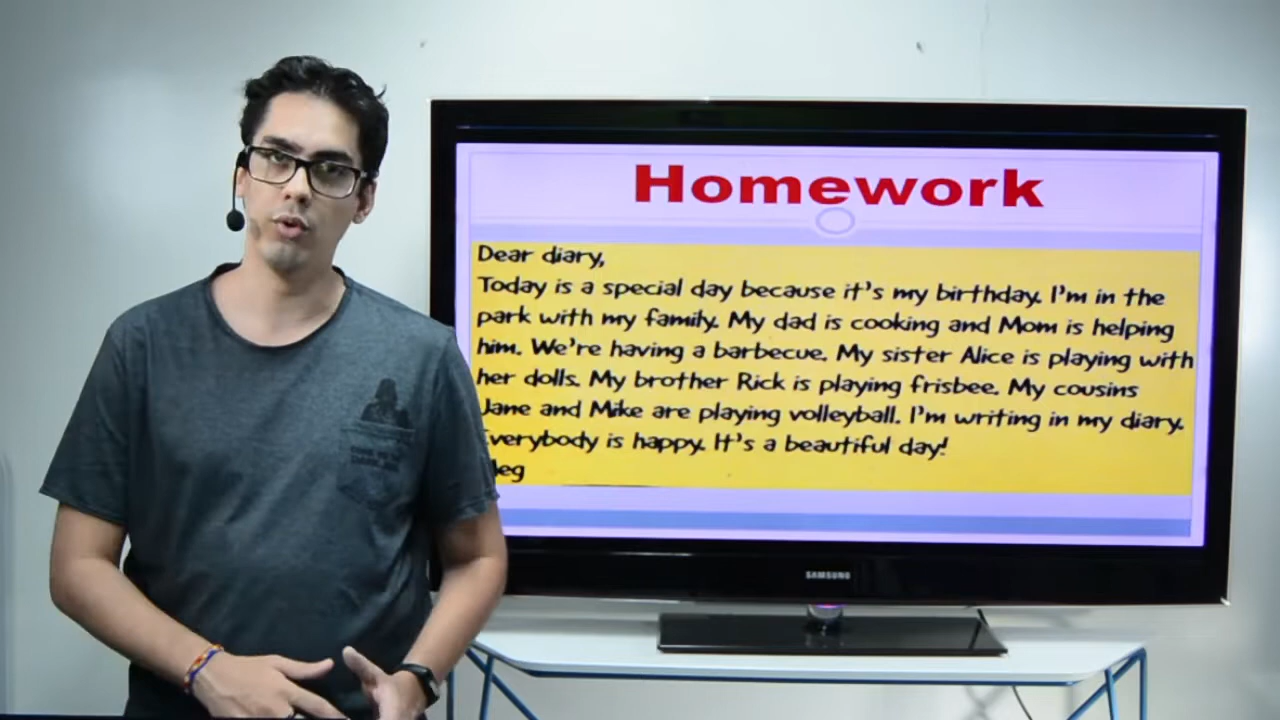 Homework
Dear diary,
Today is a special day because it's my birthday. I'm in the
park with my family. My dad is cooking and Mom is helping
him. We're having a barbecue. My sister Alice is playing with
her dolls. My brother Rick is playing frisbee. My cousins
Jane and Mike are playing volleyball. I'm writing in my diary.
Everybody is happy. It's a beautiful day!
Meg
SAMSUNG